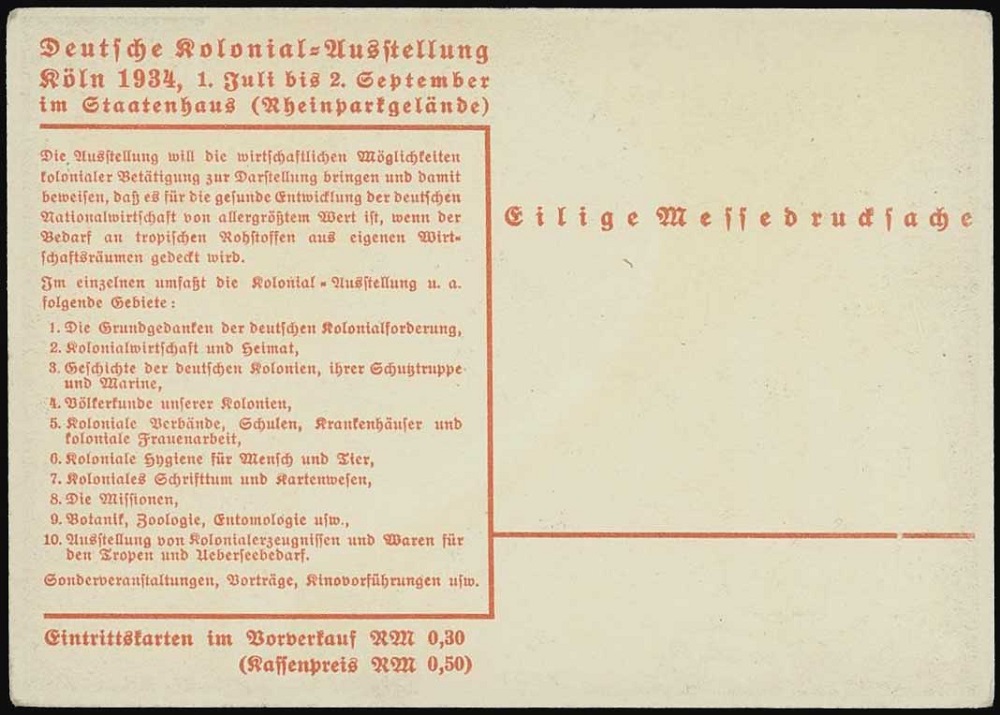 Deutsche Kolonial-Ausstellung
Köln 1934, 1. Juli bis 2. September
im Staatenhaus (Rheinparkgelände)
Die Ausstellung will die wirtschaftlichen Möglichkeiten
kolonialer Betätigung zur Darstellung bringen und damit
beweisen, daß es für die gesunde Entwicklung der deutschen
Nationalwirtschaft von allergrößtem Wert ist, wenn der
Bedarf an tropischen Rohstoffen aus eigenen Wirt-
schaftsräumen gedeckt wird.
Im einzelnen umfaßt die Kolonial-Ausstellung u. a.
folgende Gebiete:
1. Die Grundgedanken der deutschen Kolonialforderung,
2. Kolonialwirtschaft und Heimat,
3. Geschichte der deutschen Kolonien, ihrer Schutztruppe
und Marine,
4. Völkerkunde unserer Kolonien,
5. Koloniale Verbände, Schulen, Krankenhäuser und
koloniale Frauenarbeit,
6. Koloniale Hygiene für Mensch und Tier,
7. Koloniales Schrifttum und Kartenwesen,
8. Die Missionen,
9. Botanik, Zoologie, Entomologie usw.,
10. Ausstellung von Kolonialerzeugnissen und Waren für
den Tropen und Ueberseebedarf.
Sonderveranstaltungen, Vorträge, Kinovorführungen usw.
Eintrittskarten im Vorverkauf RM 0,30
(Kassenpreis RM 0,50)
Eilige Messedrucksache